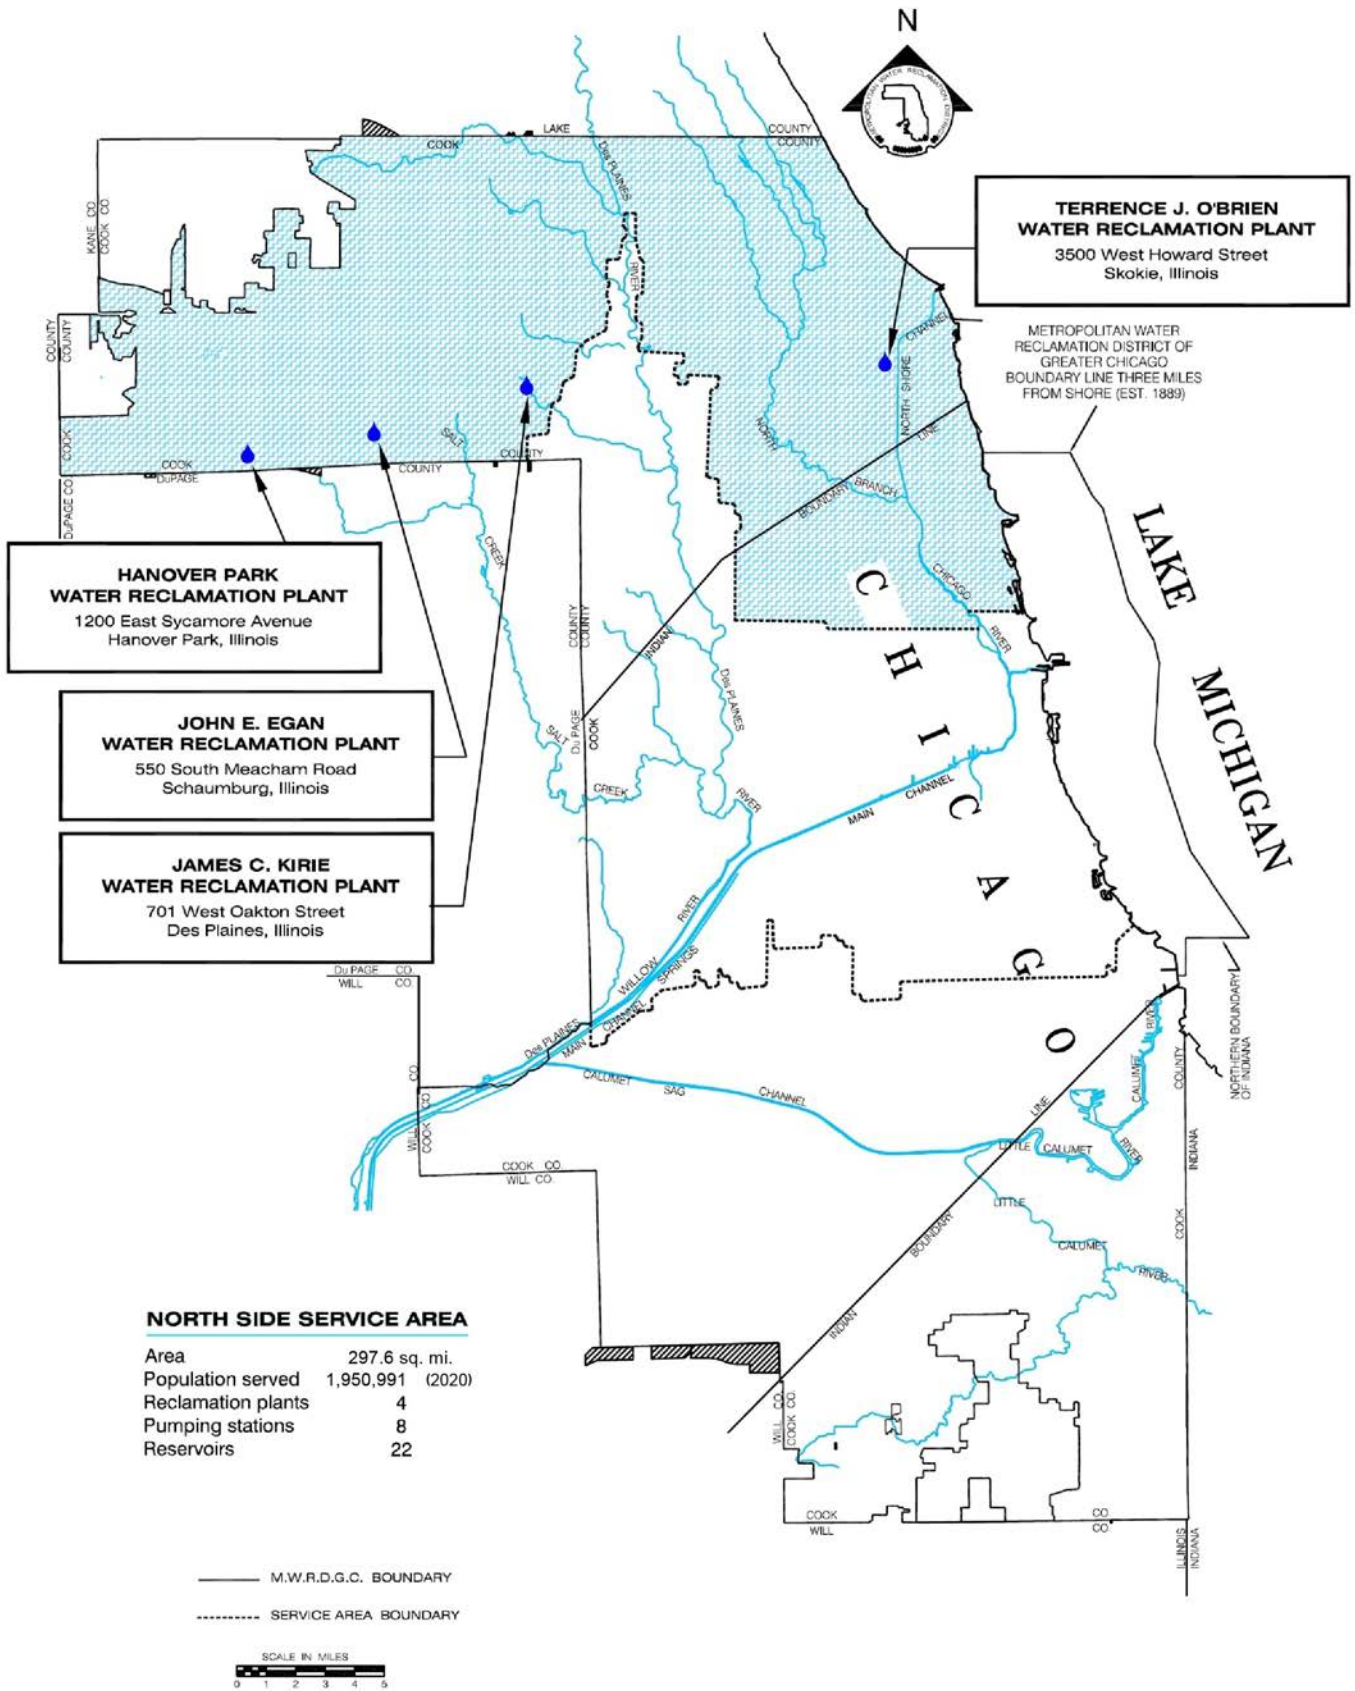 N
METROPOLITAN WATER RECLAMATION DISTRICT
LAKE COUNTY
COOK COUNTY
KANE CO
COOK CO
Des PLAINES
RIVER
TERRENCE J. O'BRIEN
WATER RECLAMATION PLANT
3500 West Howard Street
Skokie, Illinois
METROPOLITAN WATER
RECLAMATION DISTRICT OF
GREATER CHICAGO
BOUNDARY LINE THREE MILES
FROM SHORE (EST. 1889)
CHANNEL
NORTH SHORE
COUNTY
COUNTY
COOK
DuPAGE CO
COOK
DuPAGE
COUNTY
COUNTY
SALT
CREEK
NORTH
BRANCH
CHICAGO
RIVER
INDIAN
BOUNDARY
LINE
LAKE
MICHIGAN
HANOVER PARK
WATER RECLAMATION PLANT
1200 East Sycamore Avenue
Hanover Park, Illinois
COUNTY
COUNTY
Du PAGE
COOK
CHICAGO
JOHN E. EGAN
WATER RECLAMATION PLANT
550 South Meacham Road
Schaumburg, Illinois
SALT
CREEK
Des PLAINES
RIVER
MAIN
CHANNEL
JAMES C. KIRIE
WATER RECLAMATION PLANT
701 West Oakton Street
Des Plaines, Illinois
RIVER
WILLOW
SPRINGS
Du PAGE CO.
WILL CO.
Des PLAINES
MAIN
CHANNEL
WILL CO.
COOK CO
COOK CO.
WILL CO.
CALUMET
SAG
CHANNEL
NORTHERN BOUNDARY
OF INDIANA
CALUMET
RIVER
COUNTY
COOK
INDIANA
LITTLE
CALUMET
RIVER
LITTLE
CALUMET
RIVER
LINE
BOUNDARY
INDIAN
NORTH SIDE SERVICE AREA
Area 297.6 sq. mi.
Population served 1,950,991 (2020)
Reclamation plants 4
Pumping stations 8
Reservoirs 22
WILL CO.
COOK CO.
COOK CO.
WILL CO.
ILLINOIS
INDIANA
M.W.R.D.G.C. BOUNDARY
SERVICE AREA BOUNDARY
SCALE IN MILES
0 1 2 3 4 5